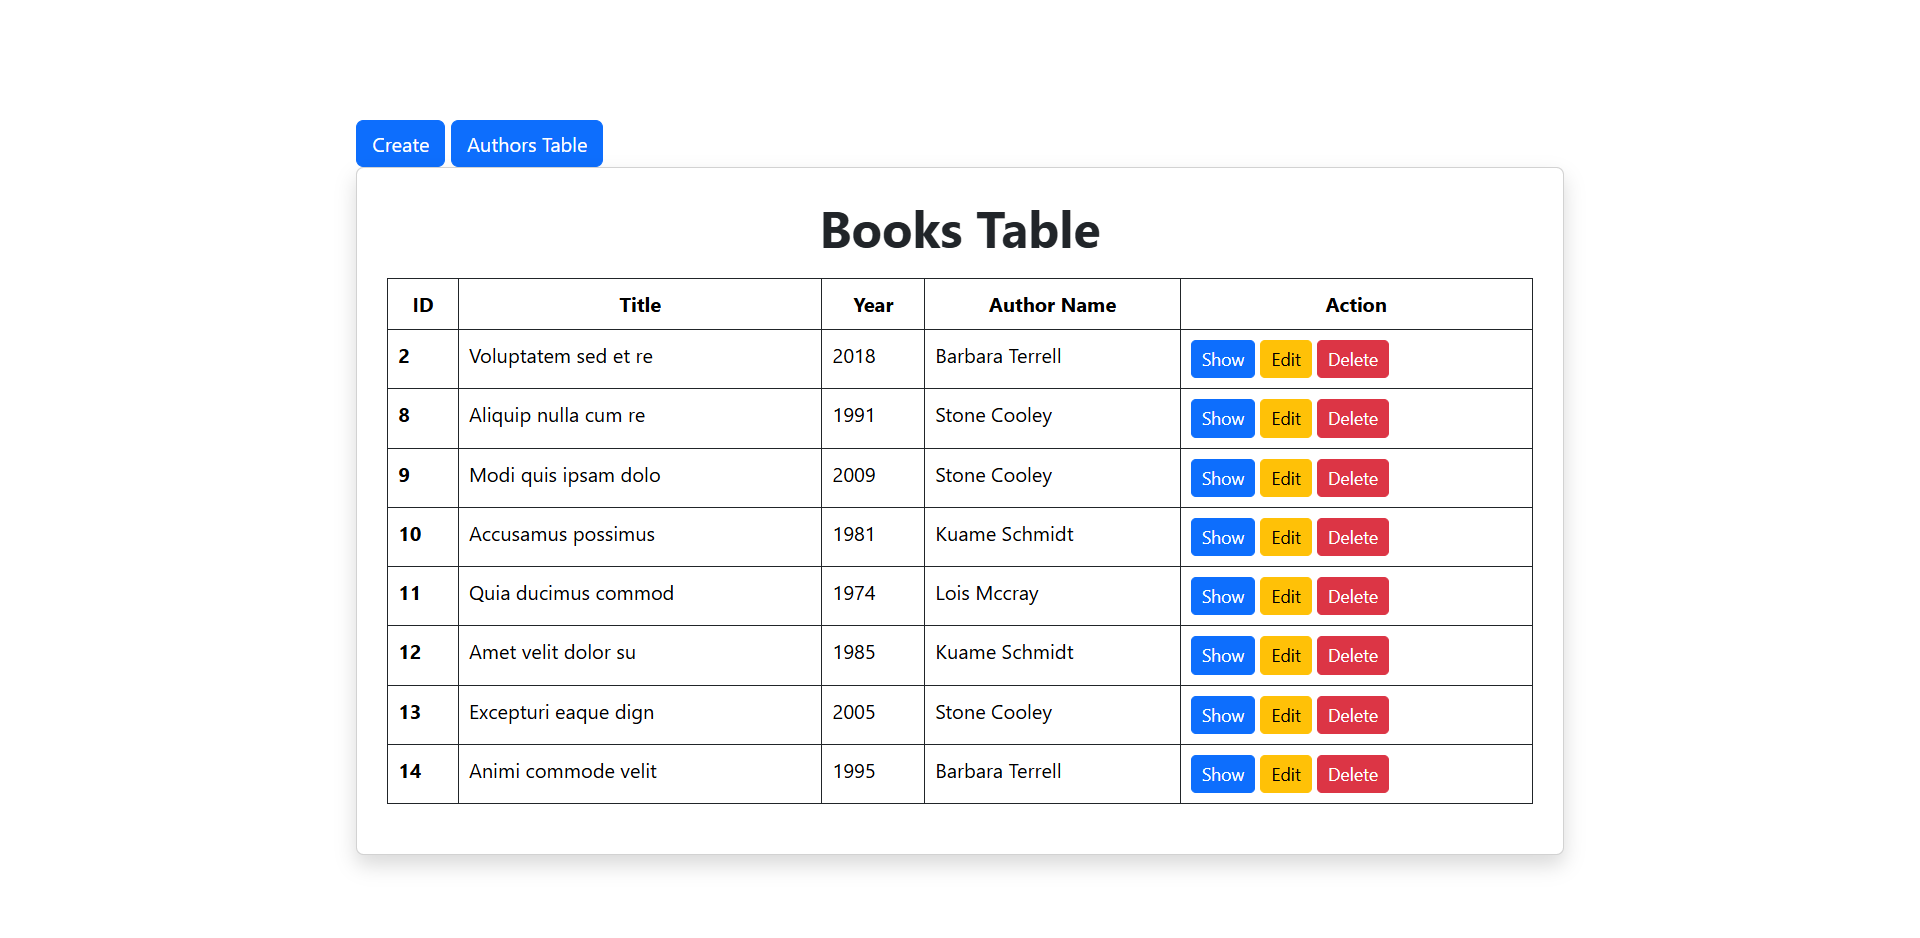 Create Authors Table
Books Table
ID Title Year Author Name Action
2 Voluptatem sed et re 2018 Barbara Terrell Show Edit Delete
8 Aliquip nulla cum re 1991 Stone Cooley Show Edit Delete
9 Modi quis ipsam dolo 2009 Stone Cooley Show Edit Delete
10 Accusamus possimus 1981 Kuame Schmidt Show Edit Delete
11 Quia ducimus commod 1974 Lois Mccray Show Edit Delete
12 Amet velit dolor su 1985 Kuame Schmidt Show Edit Delete
13 Excepturi eaque dign 2005 Stone Cooley Show Edit Delete
14 Animi commode velit 1995 Barbara Terrell Show Edit Delete